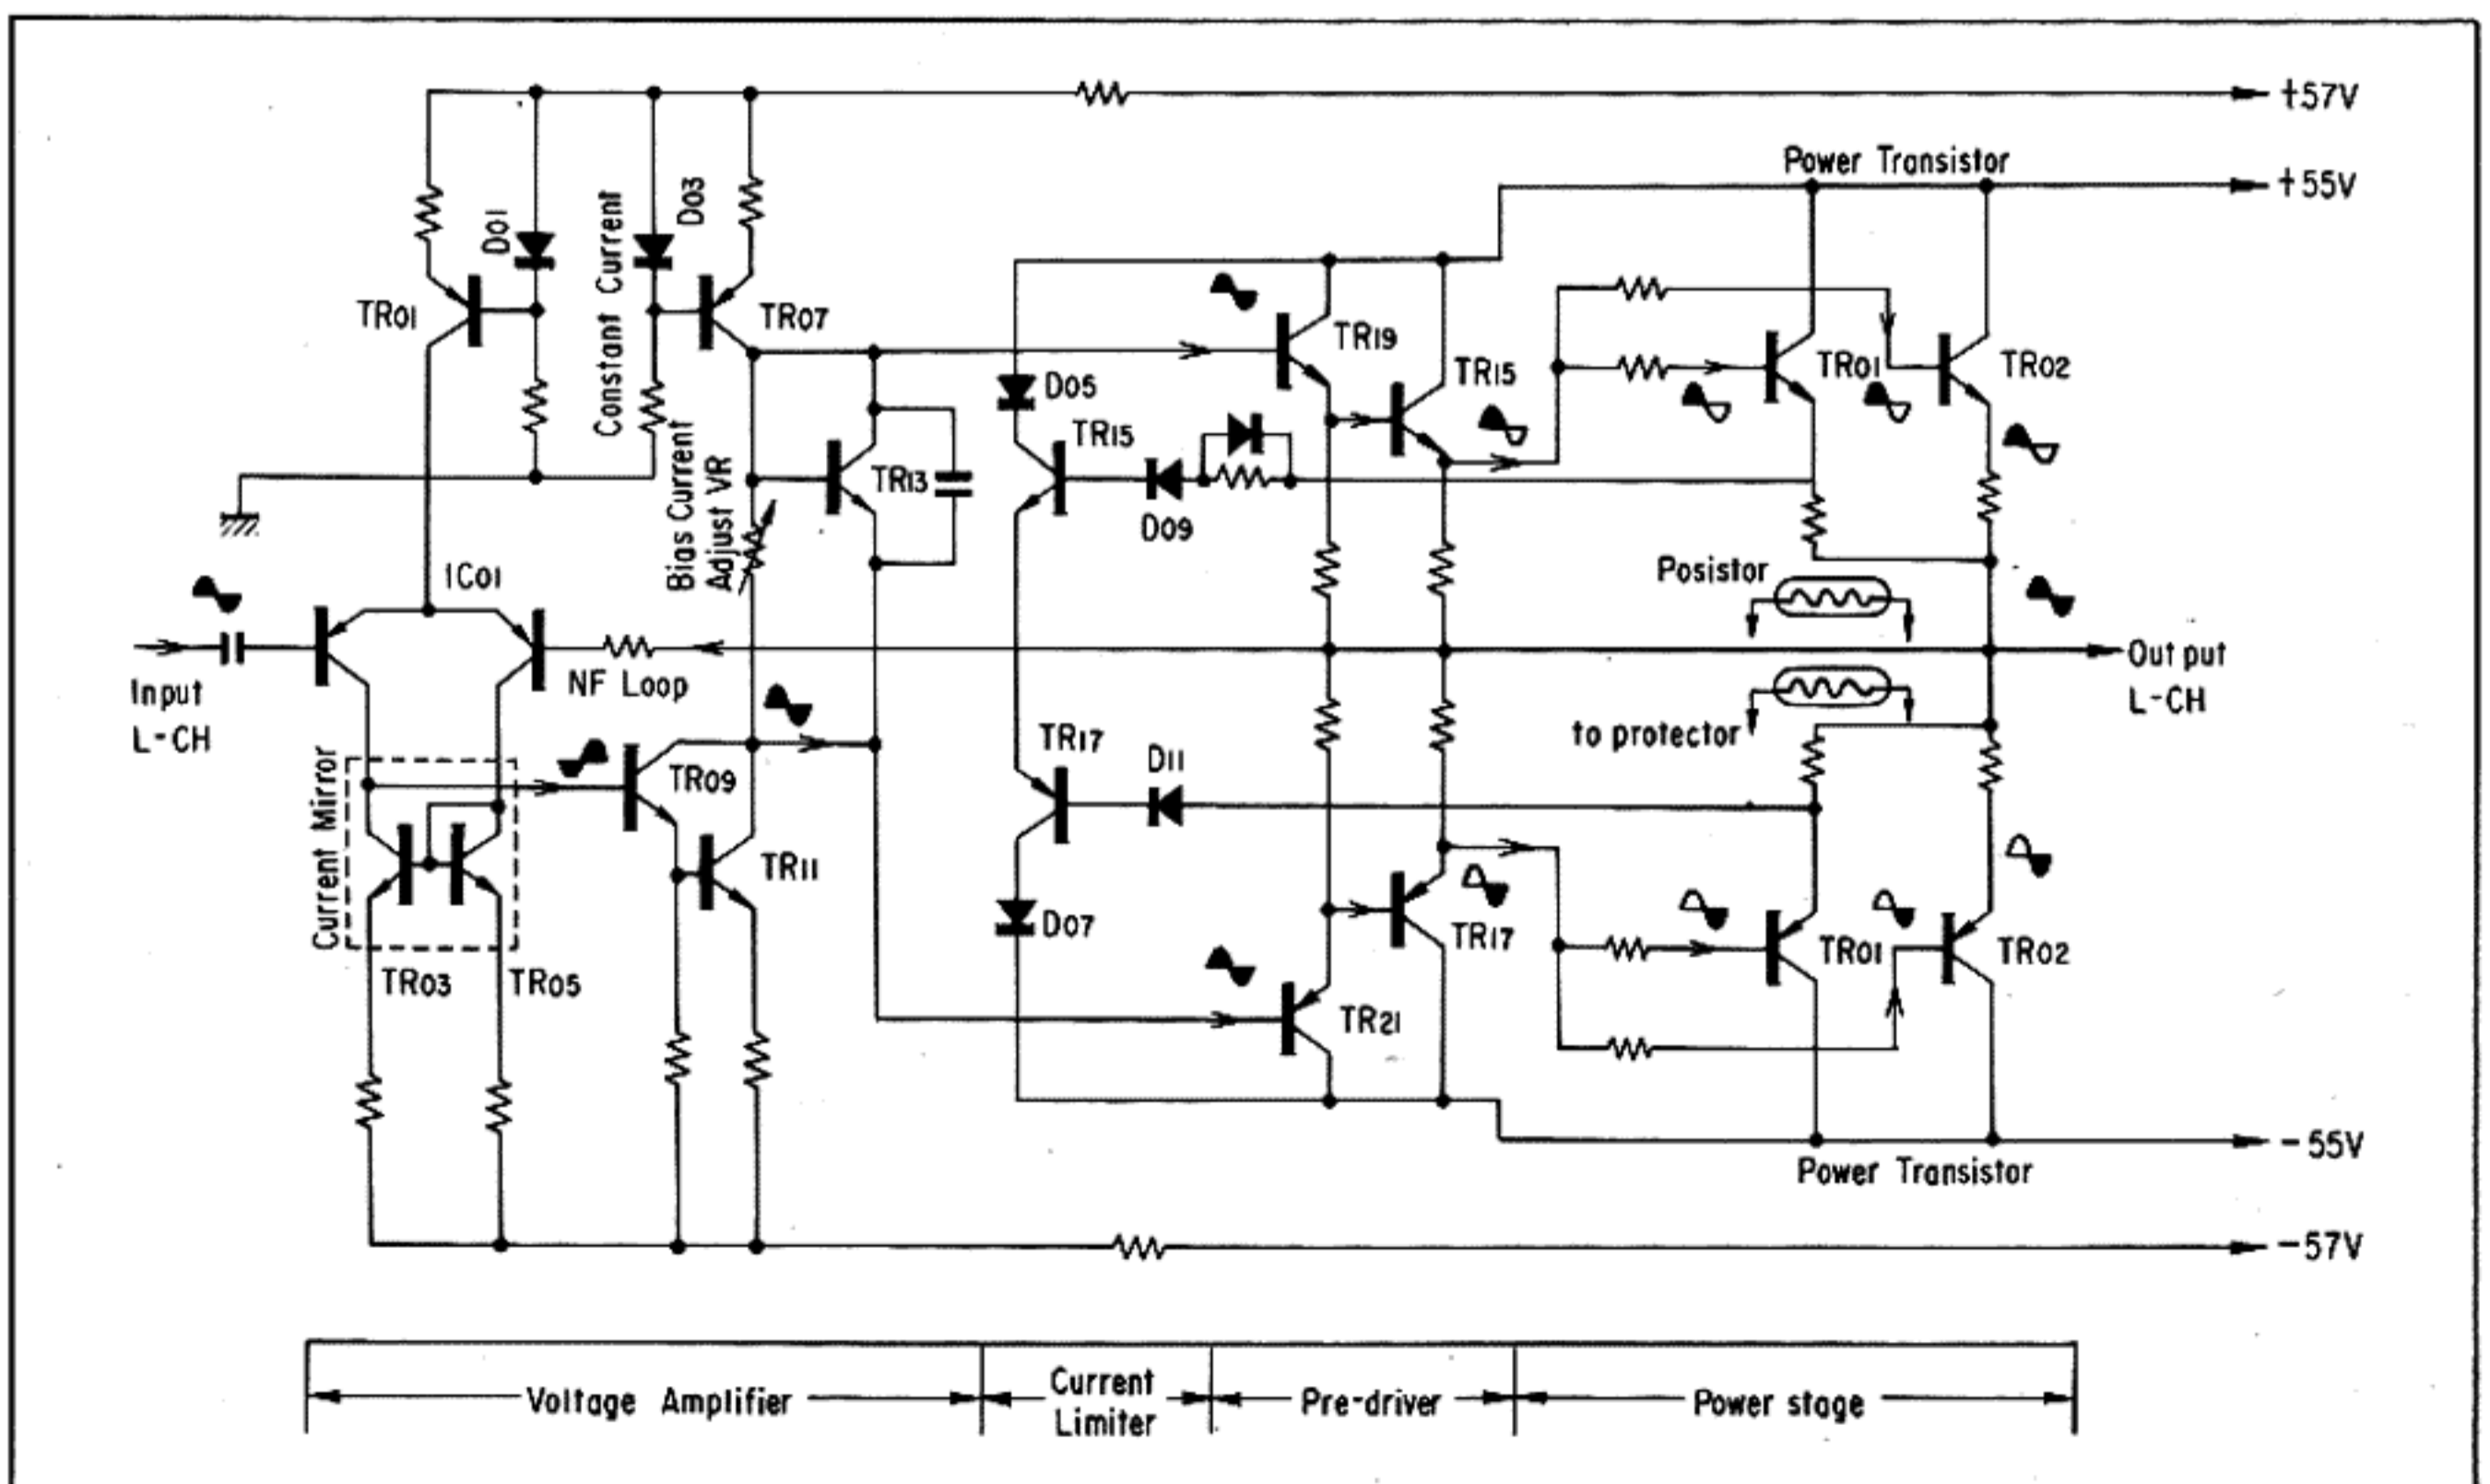 +57V
Power Transistor
+55V
D01
Constant Current
D03
TR01
TR07
TR19
TR15
TR01
TR02
D05
TR15
D09
Bias Current
Adjust VR
TR13
IC01
Posistor
Input
L-CH
NF Loop
Output
L-CH
to protector
Current Mirror
TR09
TR17
D11
TR11
D07
TR17
TR01
TR02
TR03
TR05
TR21
-55V
Power Transistor
-57V
Voltage Amplifier
Current
Limiter
Pre-driver
Power stage